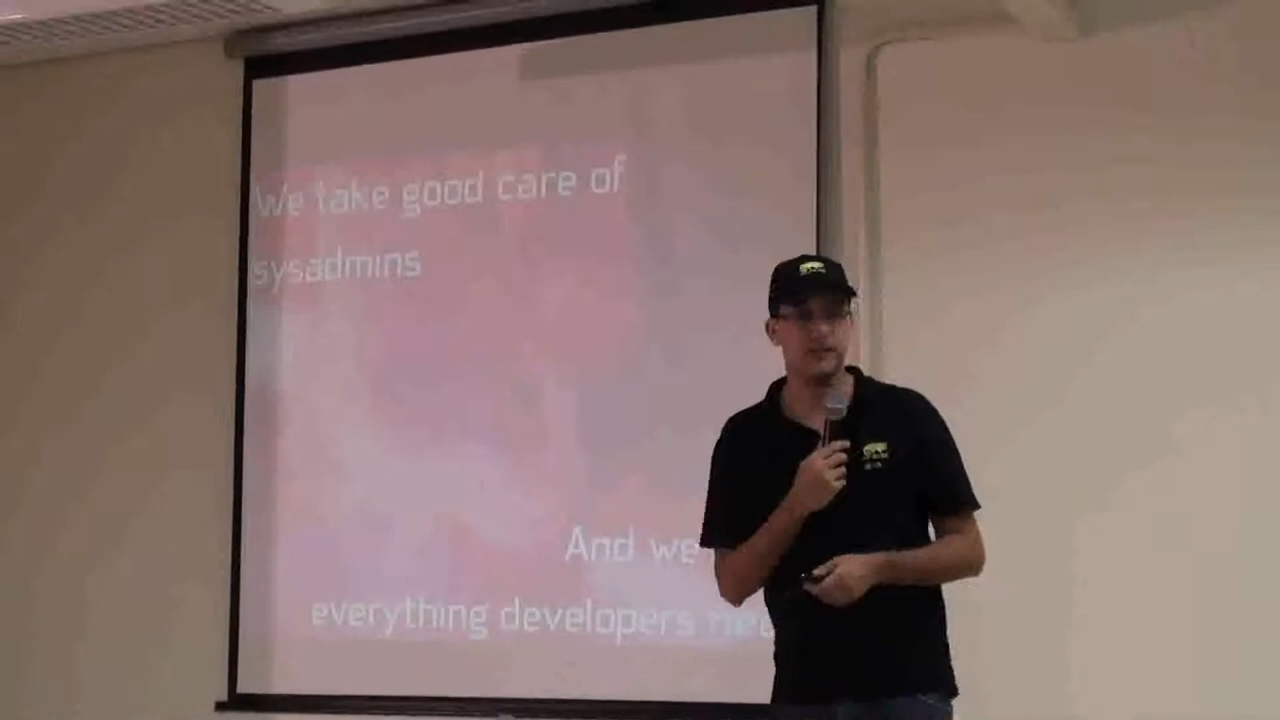 We take good care of
sysadmins
And we
everything developers